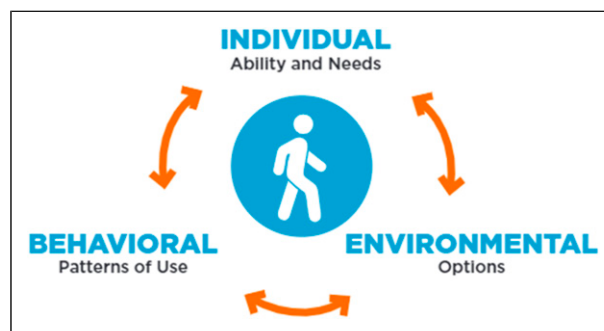 INDIVIDUAL
Ability and Needs
BEHAVIORAL
Patterns of Use
ENVIRONMENTAL
Options